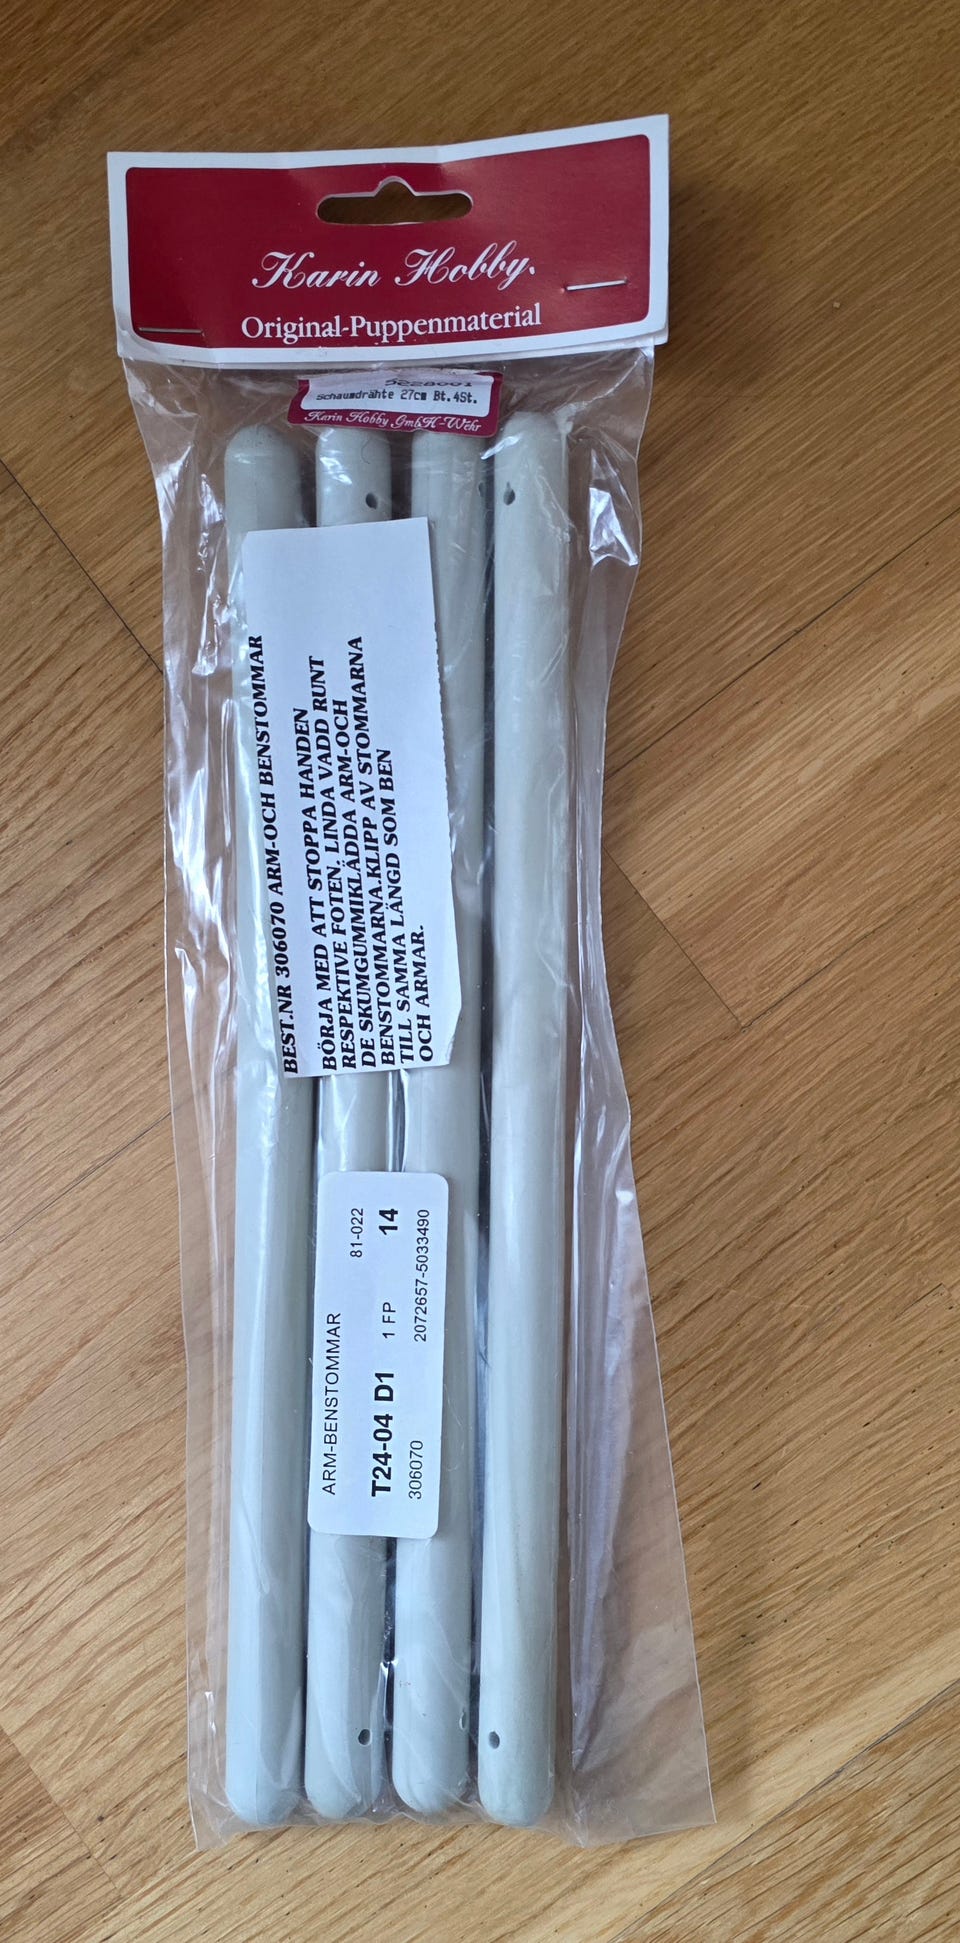 Karin Hobby.
Original-Puppenmaterial
5228001
Schaumdrähte 27cm Bt.4St.
Karin Hobby GmbH-Wehr
BEST.NR 306070 ARM-OCH BENSTOMMAR
BÖRJA MED ATT STOPPA HANDEN
RESPEKTIVE FOTEN. LINDA VADD RUNT
DE SKUMGUMMIKLÄDDA ARM-OCH
BENSTOMMARNA.KLIPP AV STOMMARNA
TILL SAMMA LÄNGD SOM BEN
OCH ARMAR.
ARM-BENSTOMMAR
81-022
T24-04 D1 1 FP 14
306070 2072657-5033490